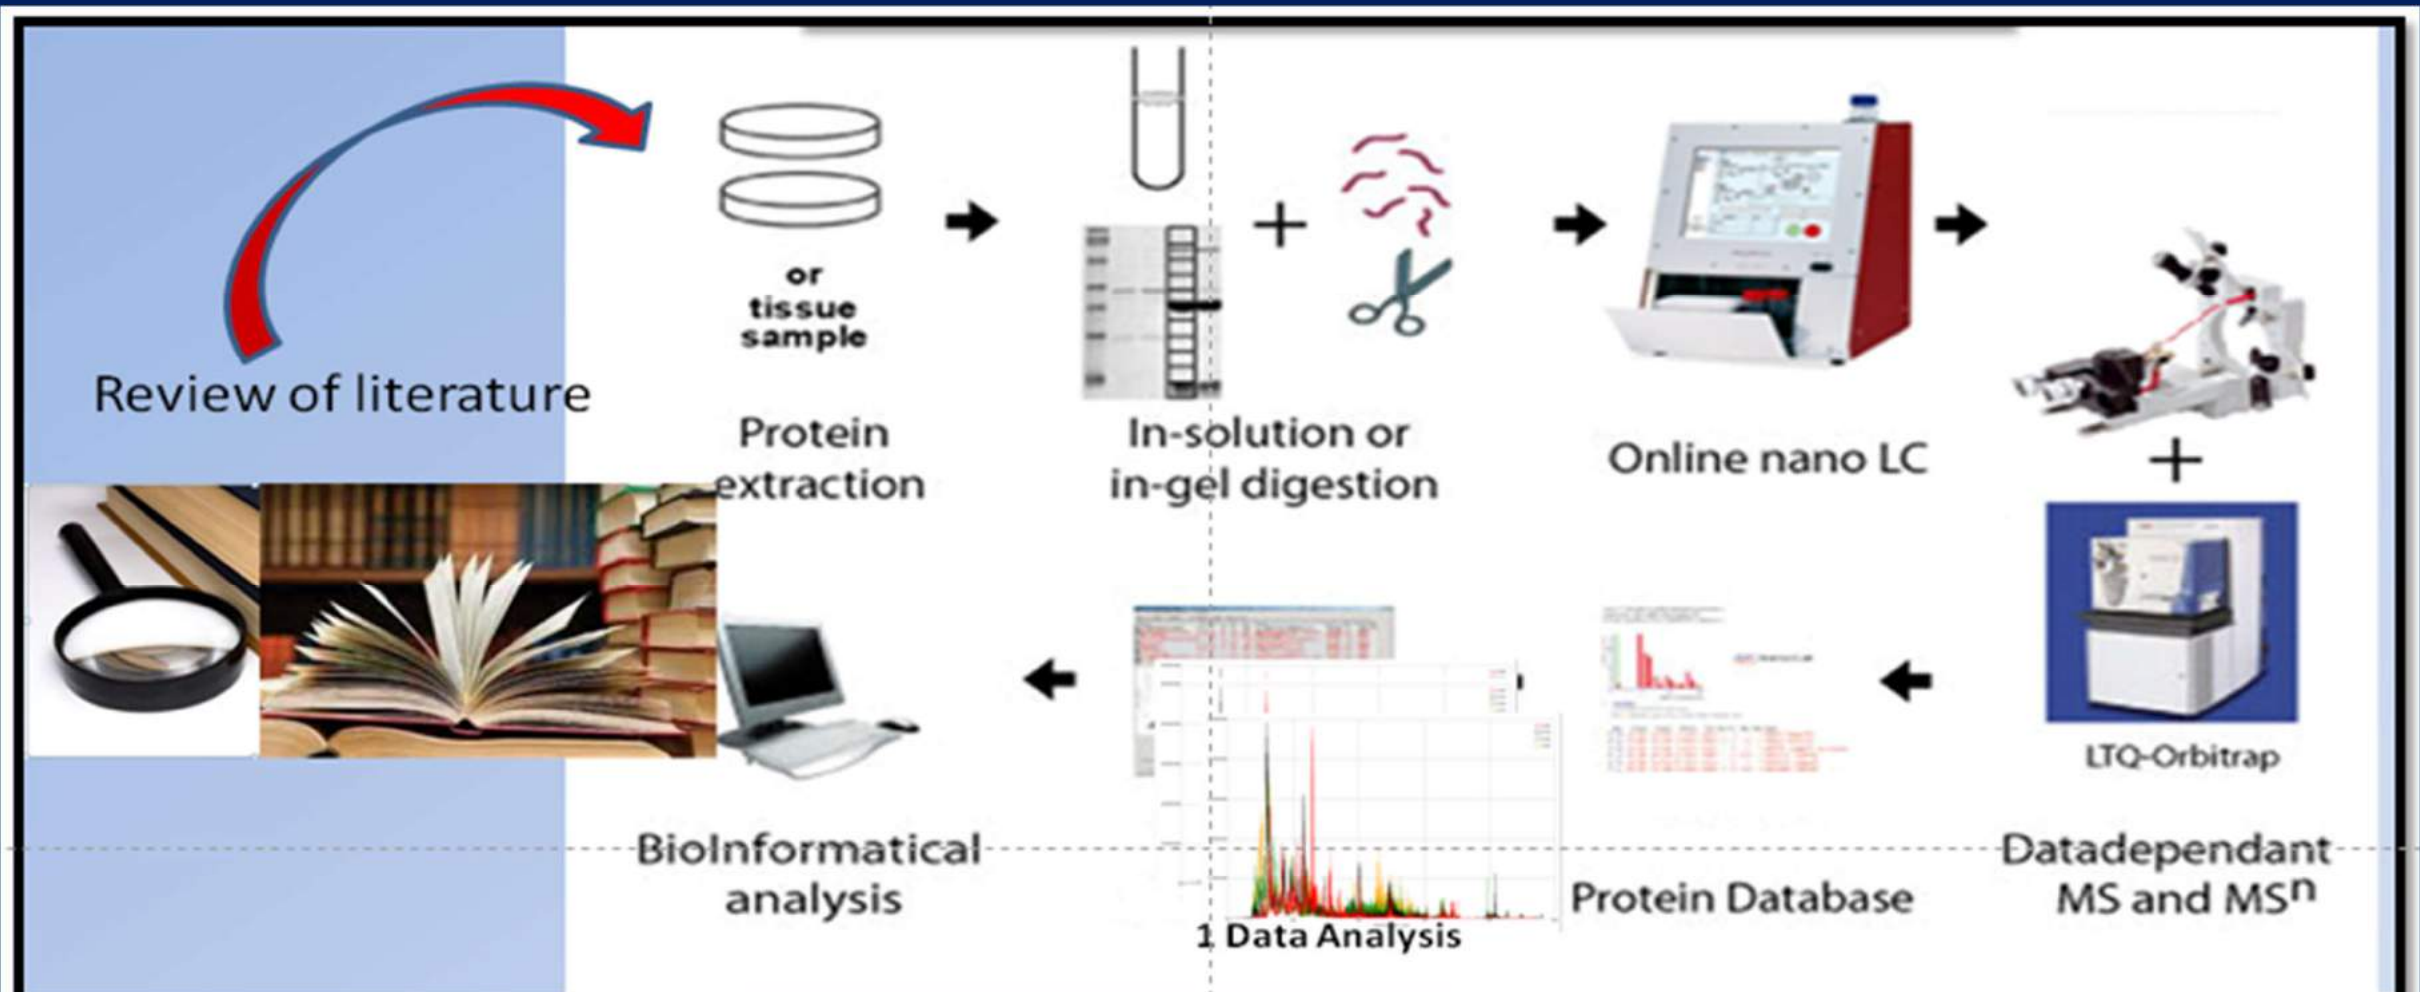 Review of literature
or
tissue
sample
Protein
extraction
In-solution or
in-gel digestion
Online nano LC
LTQ-Orbitrap
Datadependant
MS and MSⁿ
Protein Database
1 Data Analysis
BioInformatical
analysis